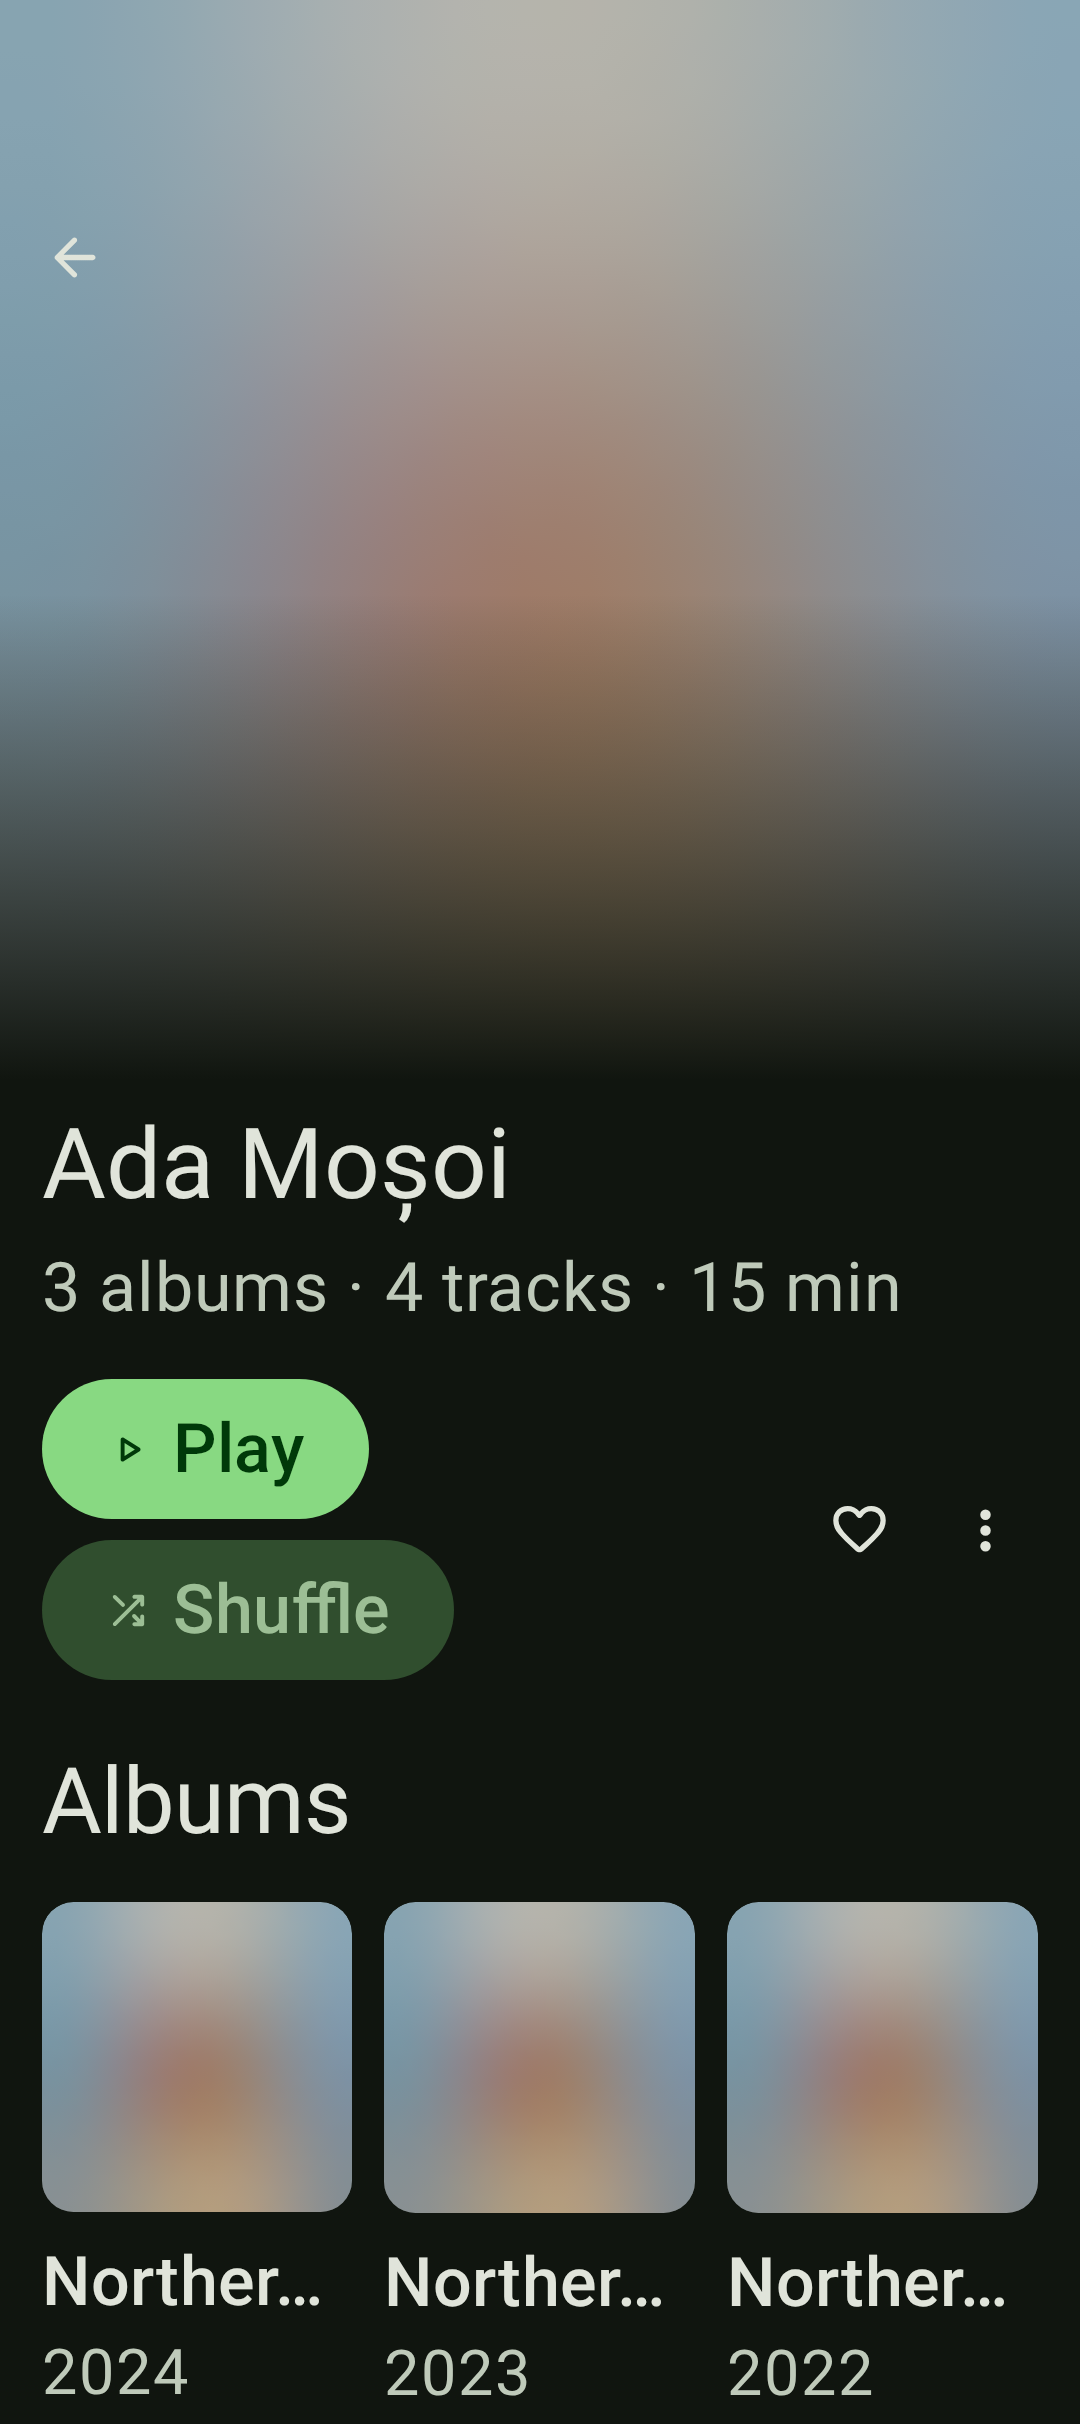 Ada Moșoi
3 albums · 4 tracks · 15 min
Play
Shuffle
Albums
Norther…
2024
Norther…
2023
Norther…
2022